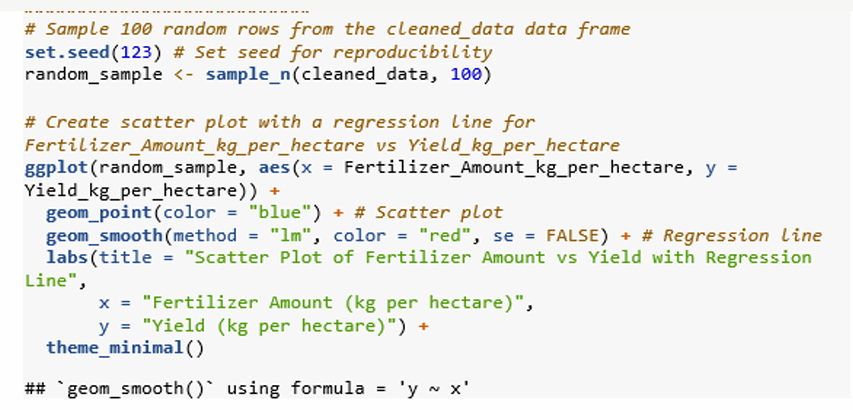 # Sample 100 random rows from the cleaned_data data frame
set.seed(123) # Set seed for reproducibility
random_sample <- sample_n(cleaned_data, 100)
# Create scatter plot with a regression line for
Fertilizer_Amount_kg_per_hectare vs Yield_kg_per_hectare
ggplot(random_sample, aes(x = Fertilizer_Amount_kg_per_hectare, y =
Yield_kg_per_hectare)) +
  geom_point(color = "blue") + # Scatter plot
  geom_smooth(method = "lm", color = "red", se = FALSE) + # Regression line
  labs(title = "Scatter Plot of Fertilizer Amount vs Yield with Regression
Line",
       x = "Fertilizer Amount (kg per hectare)",
       y = "Yield (kg per hectare)") +
  theme_minimal()
## `geom_smooth()` using formula = 'y ~ x'